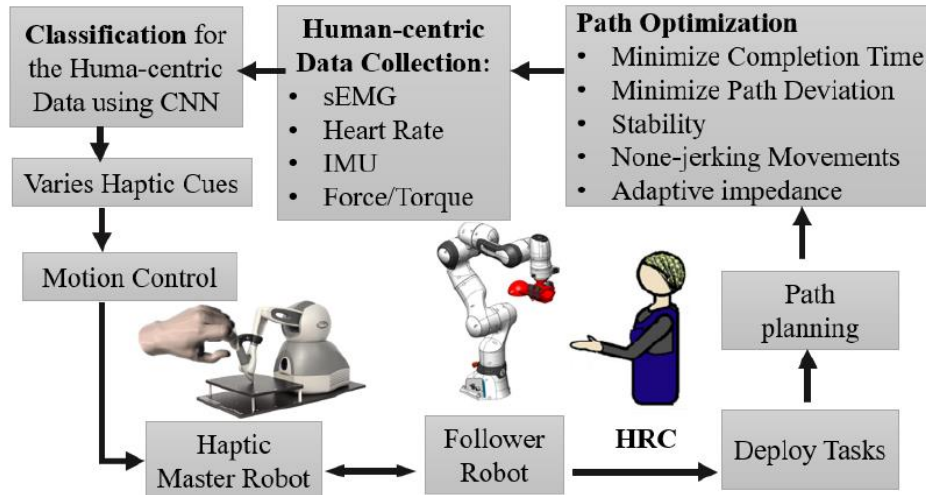 Classification for
the Huma-centric
Data using CNN
Human-centric
Data Collection:
• sEMG
• Heart Rate
• IMU
• Force/Torque
Path Optimization
• Minimize Completion Time
• Minimize Path Deviation
• Stability
• None-jerking Movements
• Adaptive impedance
Varies Haptic Cues
Motion Control
Path
planning
Haptic
Master Robot
Follower
Robot
HRC
Deploy Tasks